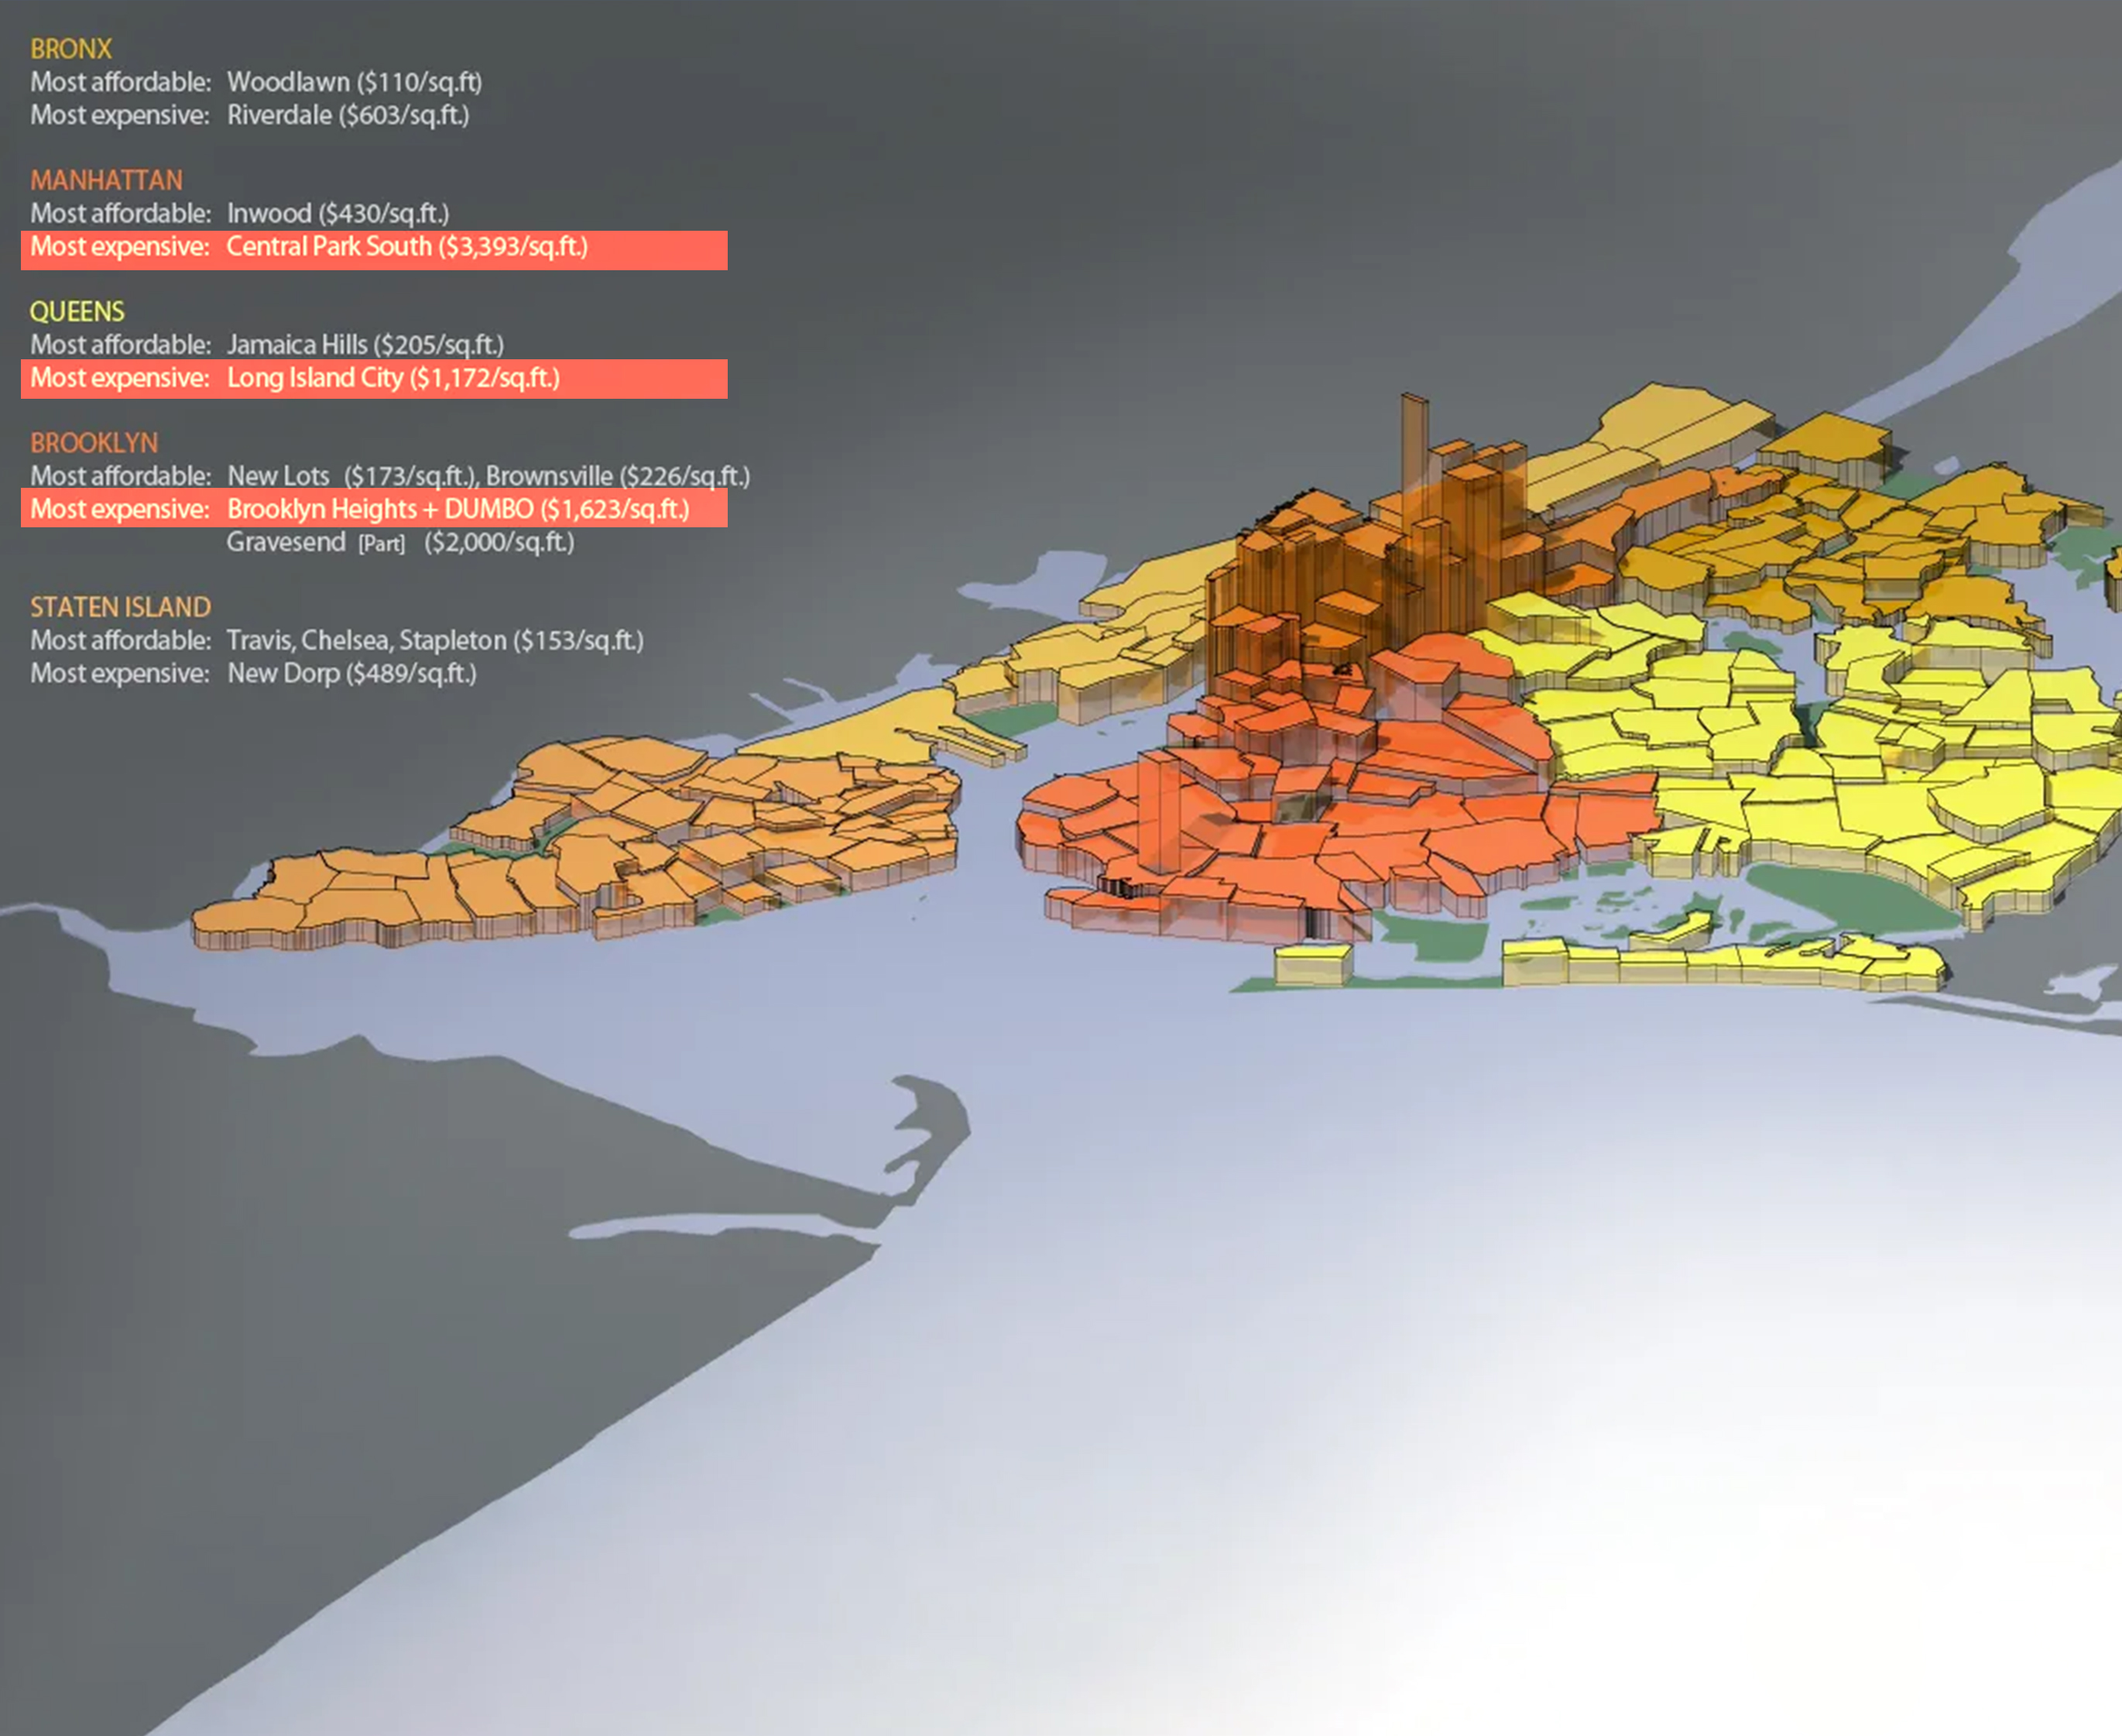 BRONX
Most affordable: Woodlawn ($110/sq.ft)
Most expensive: Riverdale ($603/sq.ft.)
MANHATTAN
Most affordable: Inwood ($430/sq.ft.)
Most expensive: Central Park South ($3,393/sq.ft.)
QUEENS
Most affordable: Jamaica Hills ($205/sq.ft.)
Most expensive: Long Island City ($1,172/sq.ft.)
BROOKLYN
Most affordable: New Lots ($173/sq.ft.), Brownsville ($226/sq.ft.)
Most expensive: Brooklyn Heights + DUMBO ($1,623/sq.ft.)
Gravesend [Part] ($2,000/sq.ft.)
STATEN ISLAND
Most affordable: Travis, Chelsea, Stapleton ($153/sq.ft.)
Most expensive: New Dorp ($489/sq.ft.)